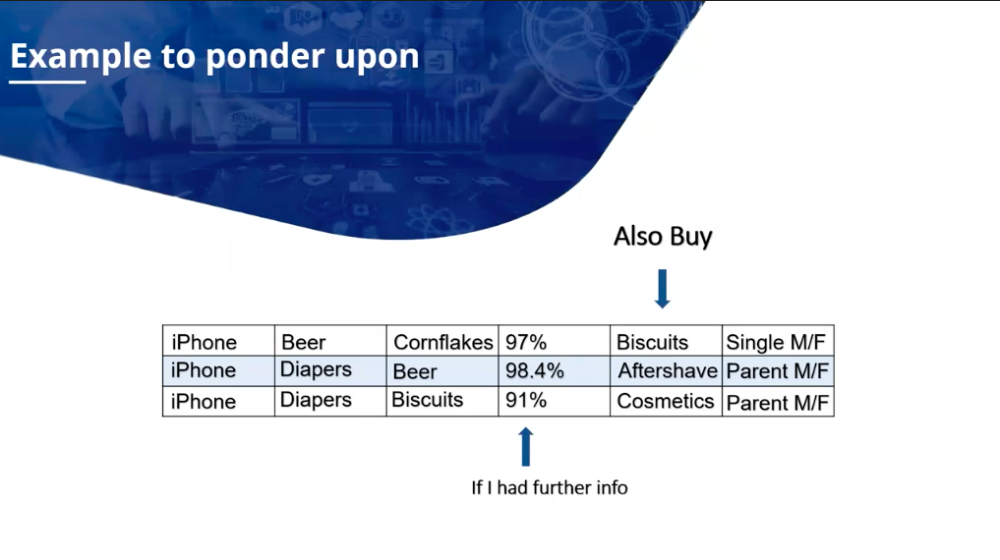 Example to ponder upon
Also Buy
iPhone Beer Cornflakes 97% Biscuits Single M/F
iPhone Diapers Beer 98.4% Aftershave Parent M/F
iPhone Diapers Biscuits 91% Cosmetics Parent M/F
If I had further info